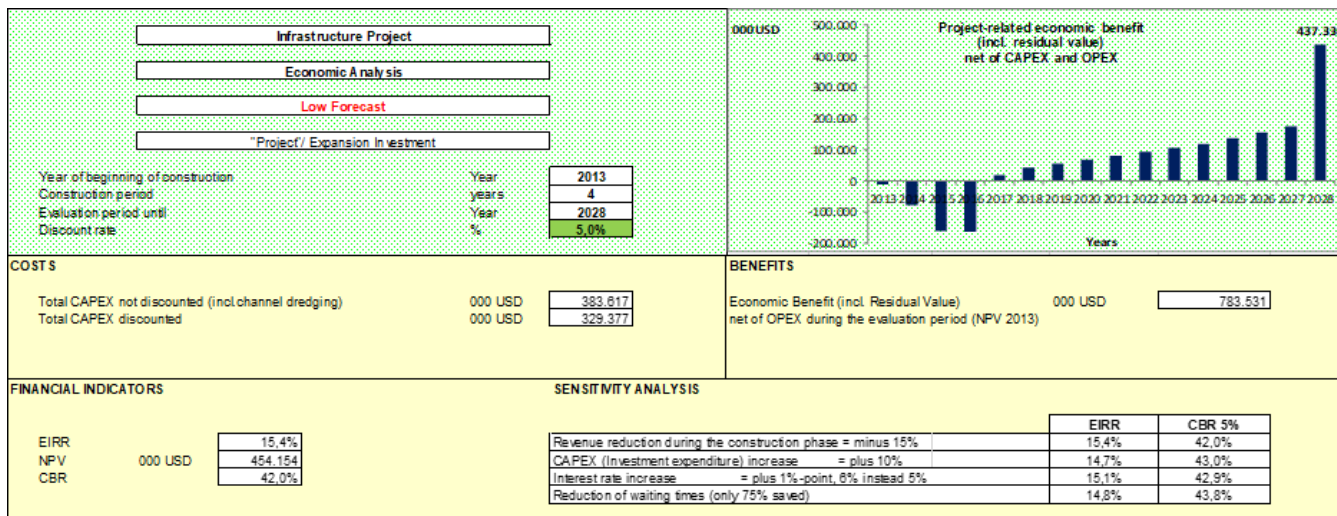 Infrastructure Project
Economic Analysis
Low Forecast
"Project"/ Expansion Investment
Year of beginning of construction Year 2013
Construction period years 4
Evaluation period until Year 2028
Discount rate % 5,0%
000 USD
Project-related economic benefit
(incl. residual value)
net of CAPEX and OPEX
437.33
500.000
400.000
300.000
200.000
100.000
0
-100.000
-200.000
2013 2014 2015 2016 2017 2018 2019 2020 2021 2022 2023 2024 2025 2026 2027 2028
Years
COSTS
Total CAPEX not discounted (incl.channel dredging) 000 USD 383.617
Total CAPEX discounted 000 USD 329.377
BENEFITS
Economic Benefit (incl. Residual Value) 000 USD 783.531
net of OPEX during the evaluation period (NPV 2013)
FINANCIAL INDICATORS
EIRR 15,4%
NPV 000 USD 454.154
CBR 42,0%
SENSITIVITY ANALYSIS
EIRR CBR 5%
Revenue reduction during the construction phase = minus 15% 15,4% 42,0%
CAPEX (Investment expenditure) increase = plus 10% 14,7% 43,0%
Interest rate increase = plus 1%-point, 6% instead 5% 15,1% 42,9%
Reduction of waiting times (only 75% saved) 14,8% 43,8%